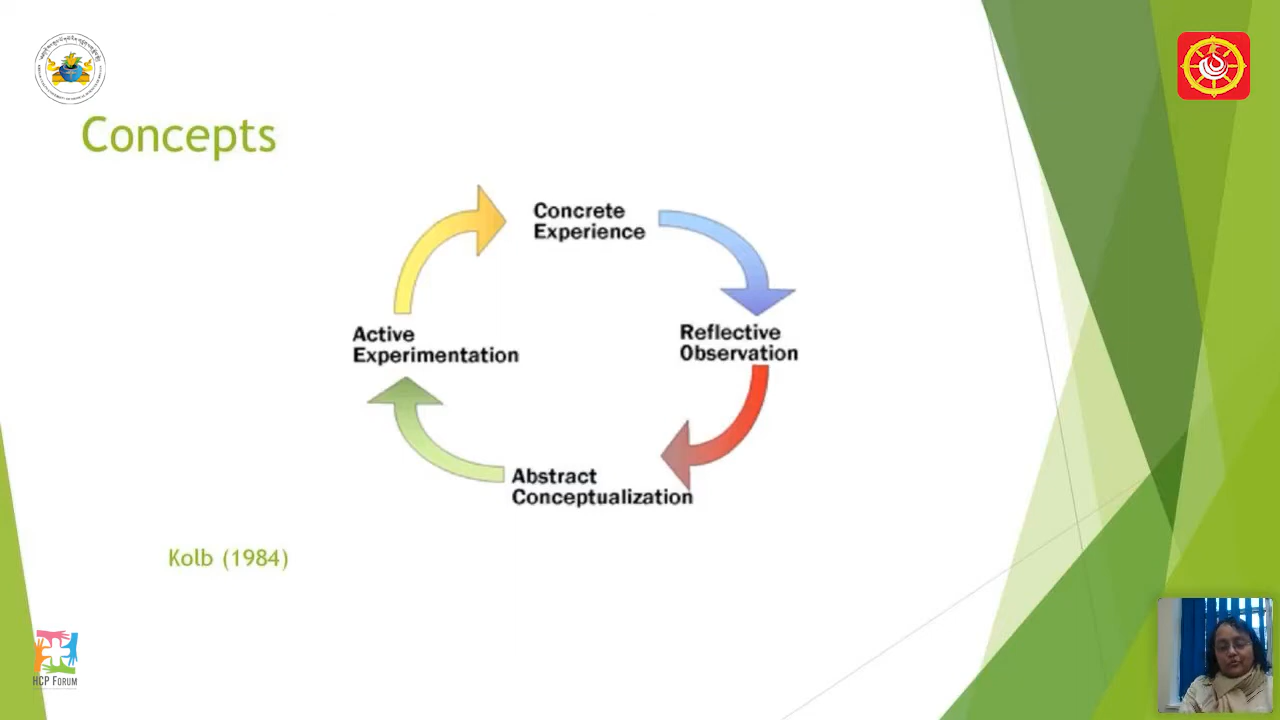 Concepts
Concrete
Experience
Reflective
Observation
Abstract
Conceptualization
Active
Experimentation
Kolb (1984)
HCP FORUM